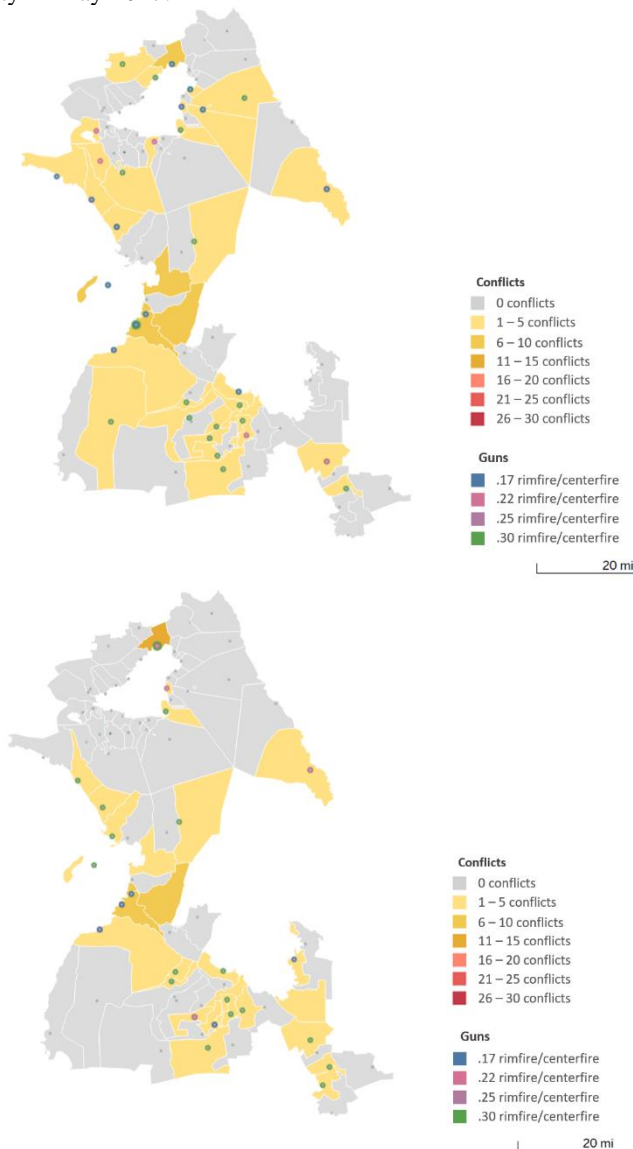 Conflicts
0 conflicts
1 – 5 conflicts
6 – 10 conflicts
11 – 15 conflicts
16 – 20 conflicts
21 – 25 conflicts
26 – 30 conflicts
Guns
.17 rimfire/centerfire
.22 rimfire/centerfire
.25 rimfire/centerfire
.30 rimfire/centerfire
20 mi
Conflicts
0 conflicts
1 – 5 conflicts
6 – 10 conflicts
11 – 15 conflicts
16 – 20 conflicts
21 – 25 conflicts
26 – 30 conflicts
Guns
.17 rimfire/centerfire
.22 rimfire/centerfire
.25 rimfire/centerfire
.30 rimfire/centerfire
20 mi